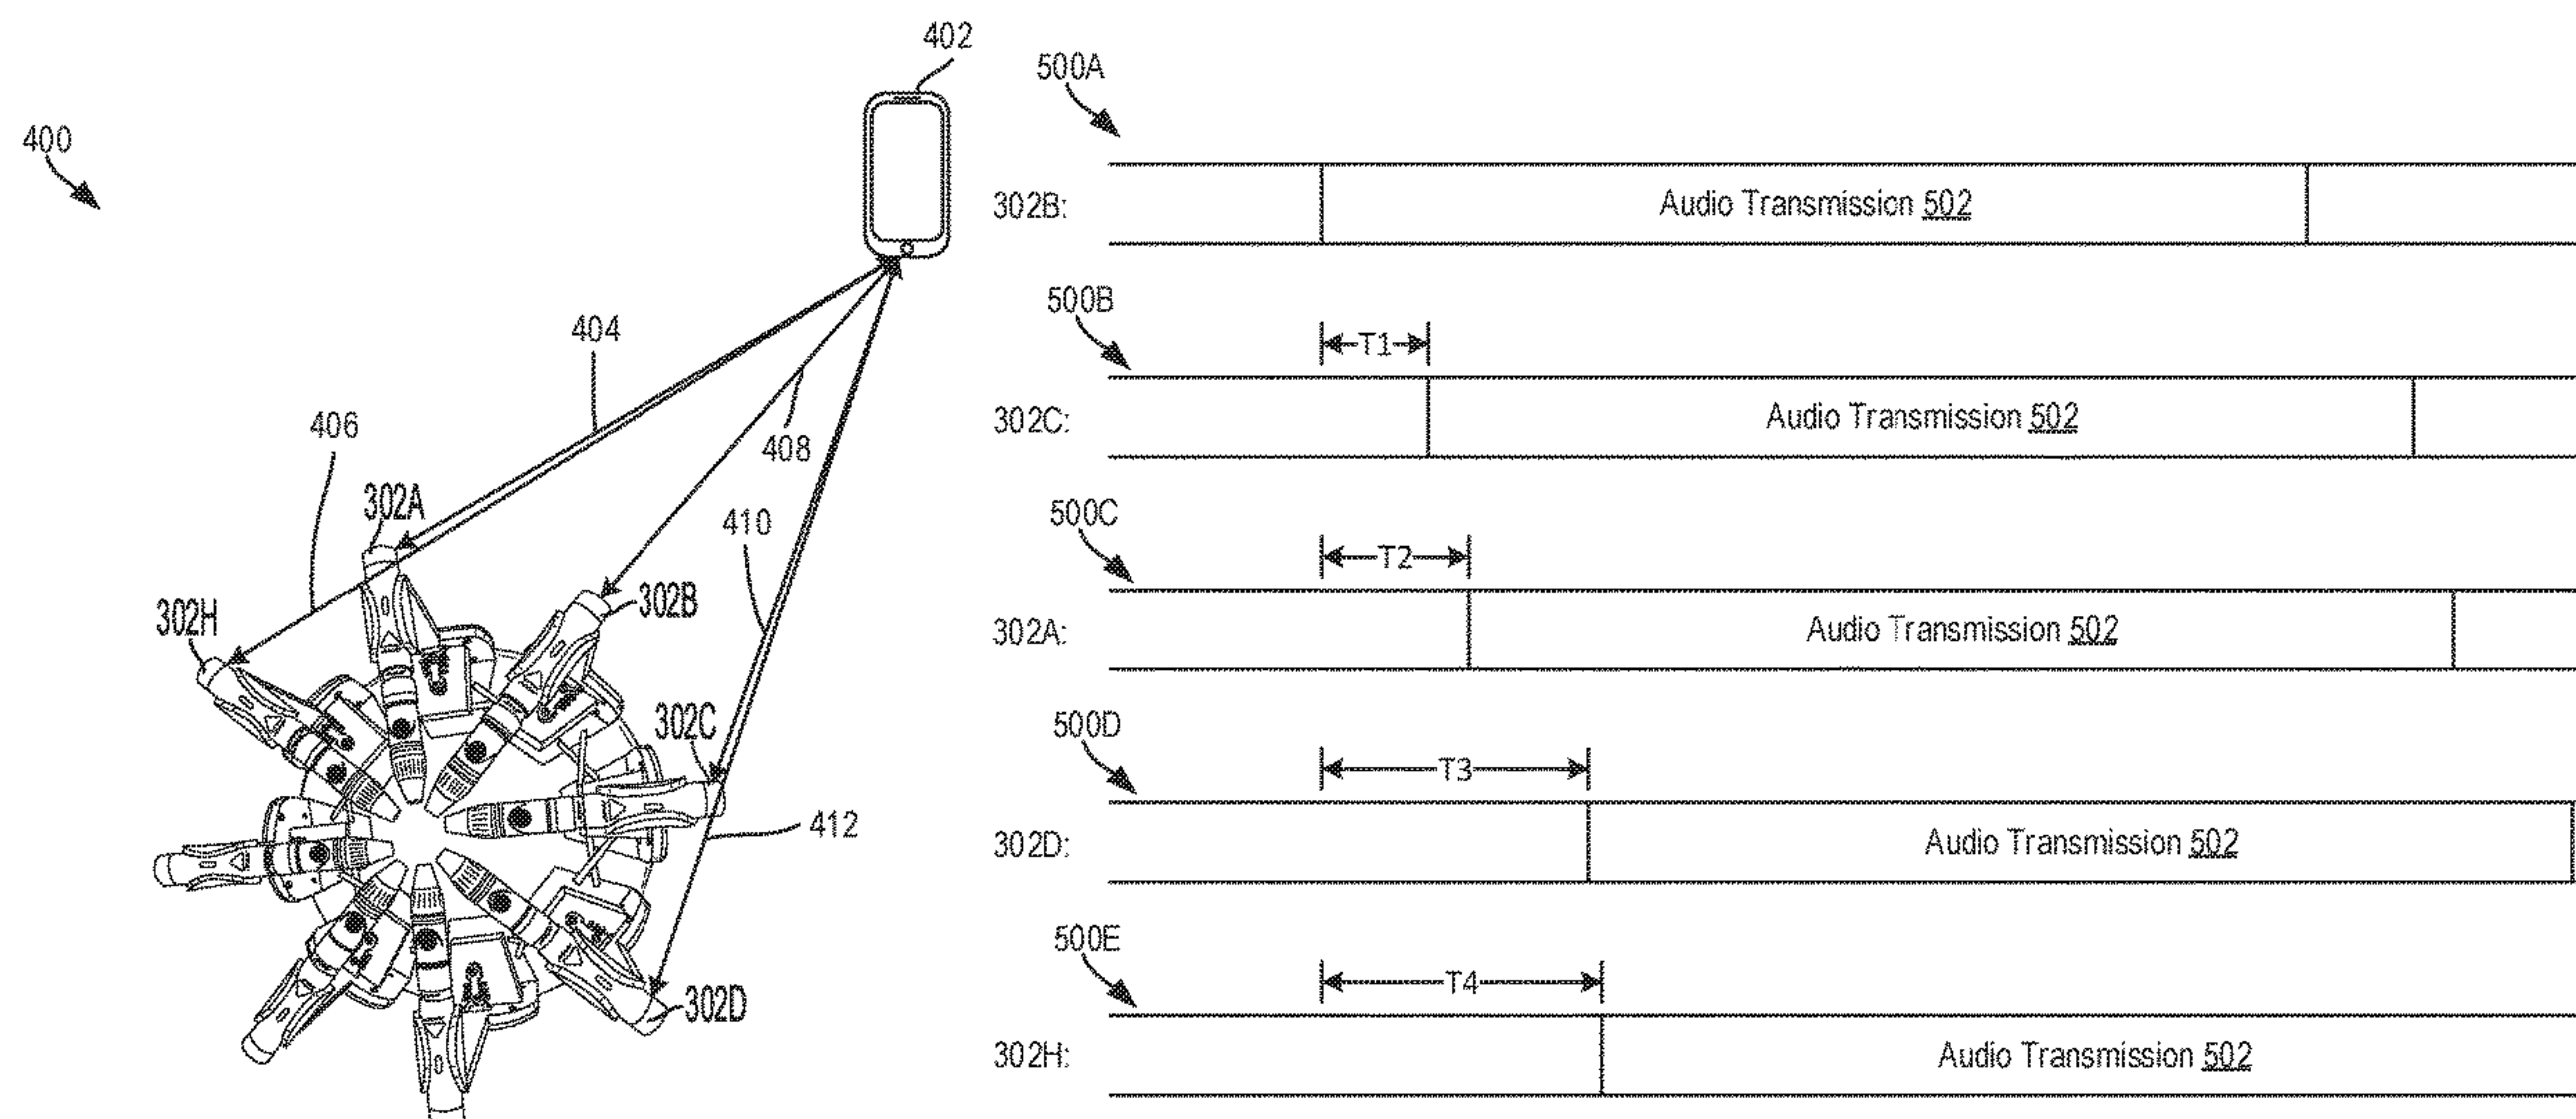 402
400
404
406
408
302A
410
302H
302B
302C
412
302D
500A
302B: Audio Transmission 502
500B
T1
302C: Audio Transmission 502
500C
T2
302A: Audio Transmission 502
500D
T3
302D: Audio Transmission 502
500E
T4
302H: Audio Transmission 502